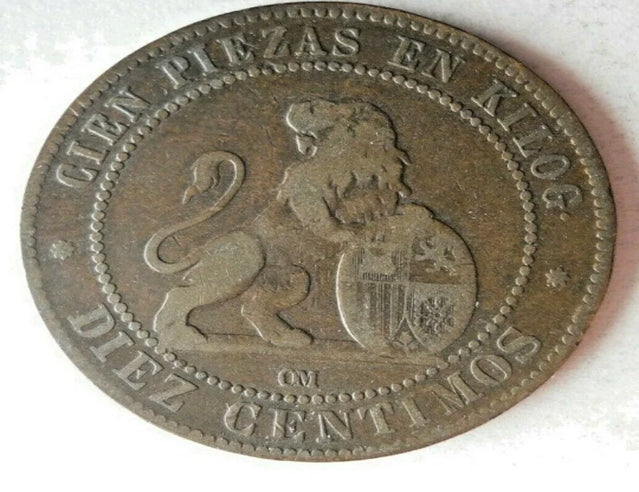 CIEN PIEZAS EN KILOG.
OM
DIEZ CENTIMOS